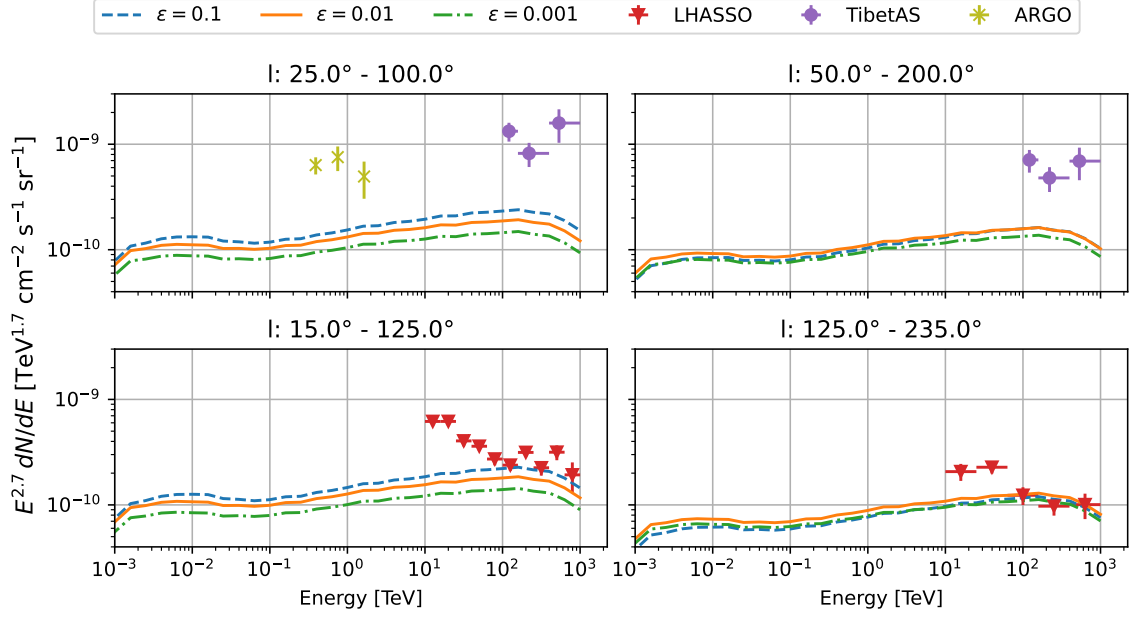 ε = 0.1 ε = 0.01 ε = 0.001 LHASSO TibetAS ARGO
l: 25.0° - 100.0° l: 50.0° - 200.0°
10⁻⁹
10⁻¹⁰
l: 15.0° - 125.0° l: 125.0° - 235.0°
10⁻⁹
10⁻¹⁰
E²·⁷ dN/dE [TeV¹·⁷ cm⁻² s⁻¹ sr⁻¹]
10⁻³ 10⁻² 10⁻¹ 10⁰ 10¹ 10² 10³ 10⁻³ 10⁻² 10⁻¹ 10⁰ 10¹ 10² 10³
Energy [TeV] Energy [TeV]